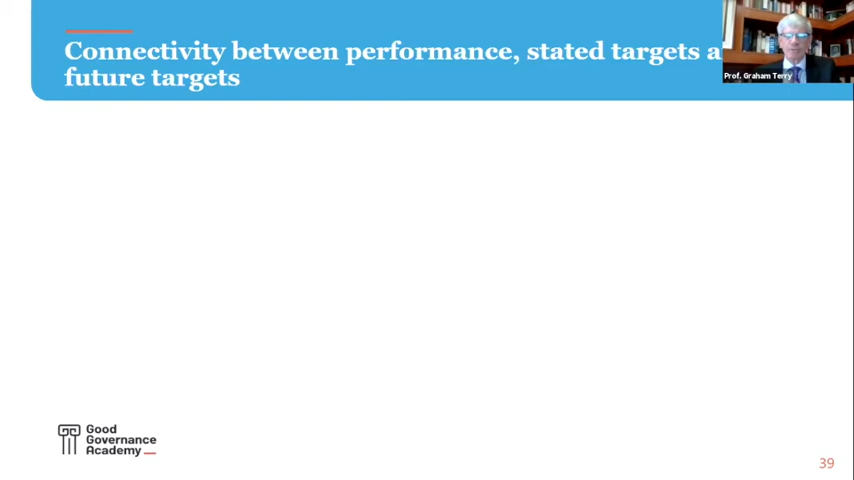 Connectivity between performance, stated targets a
future targets
Prof. Graham Terry
Good
Governance
Academy
39